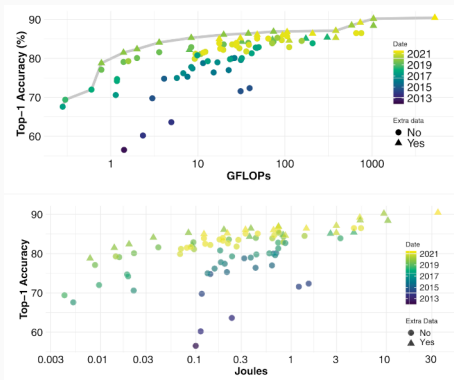 90
80
70
60
Top−1 Accuracy (%)
1
10
100
1000
GFLOPs
Date
2021
2019
2017
2015
2013
Extra data
No
Yes
90
80
70
60
Top−1 Accuracy
0.003
0.01
0.03
0.1
0.3
1
3
10
30
Joules
Date
2021
2019
2017
2015
2013
Extra Data
No
Yes